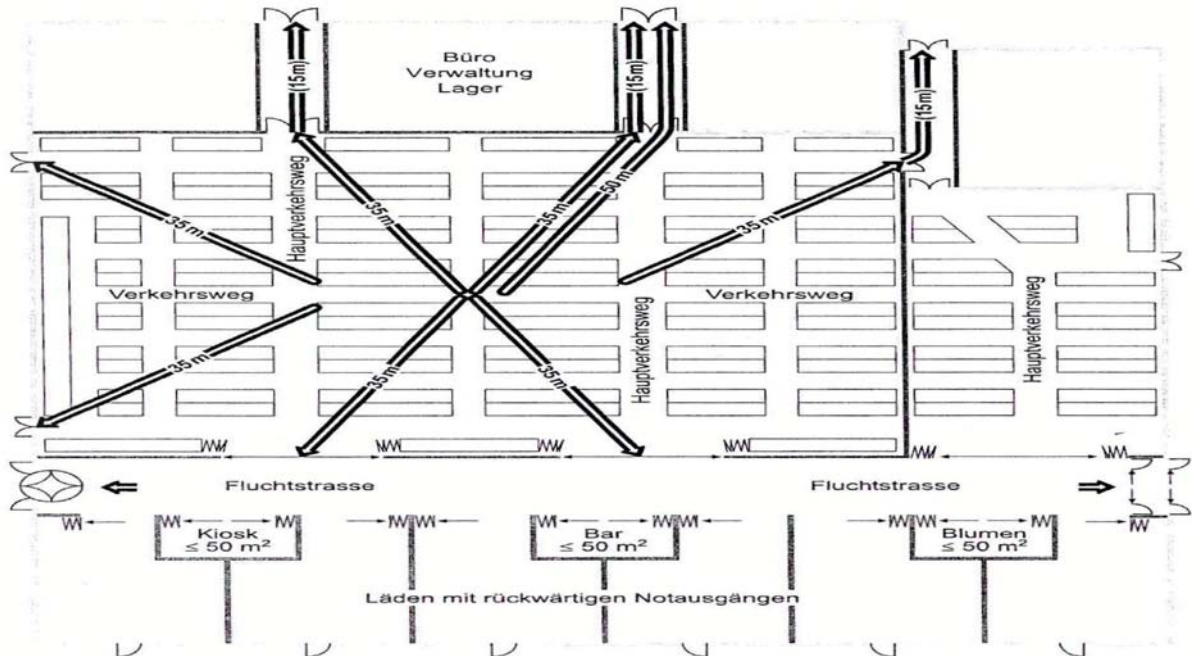 Büro
Verwaltung
Lager
(15m)
(15m)
(15m)
Hauptverkehrsweg
35 m
35 m
35 m
50 m
35 m
Verkehrsweg
Verkehrsweg
Hauptverkehrsweg
Hauptverkehrsweg
35 m
35 m
35 m
Fluchtstrasse
Fluchtstrasse
Kiosk
≤ 50 m²
Bar
≤ 50 m²
Blumen
≤ 50 m²
Läden mit rückwärtigen Notausgängen